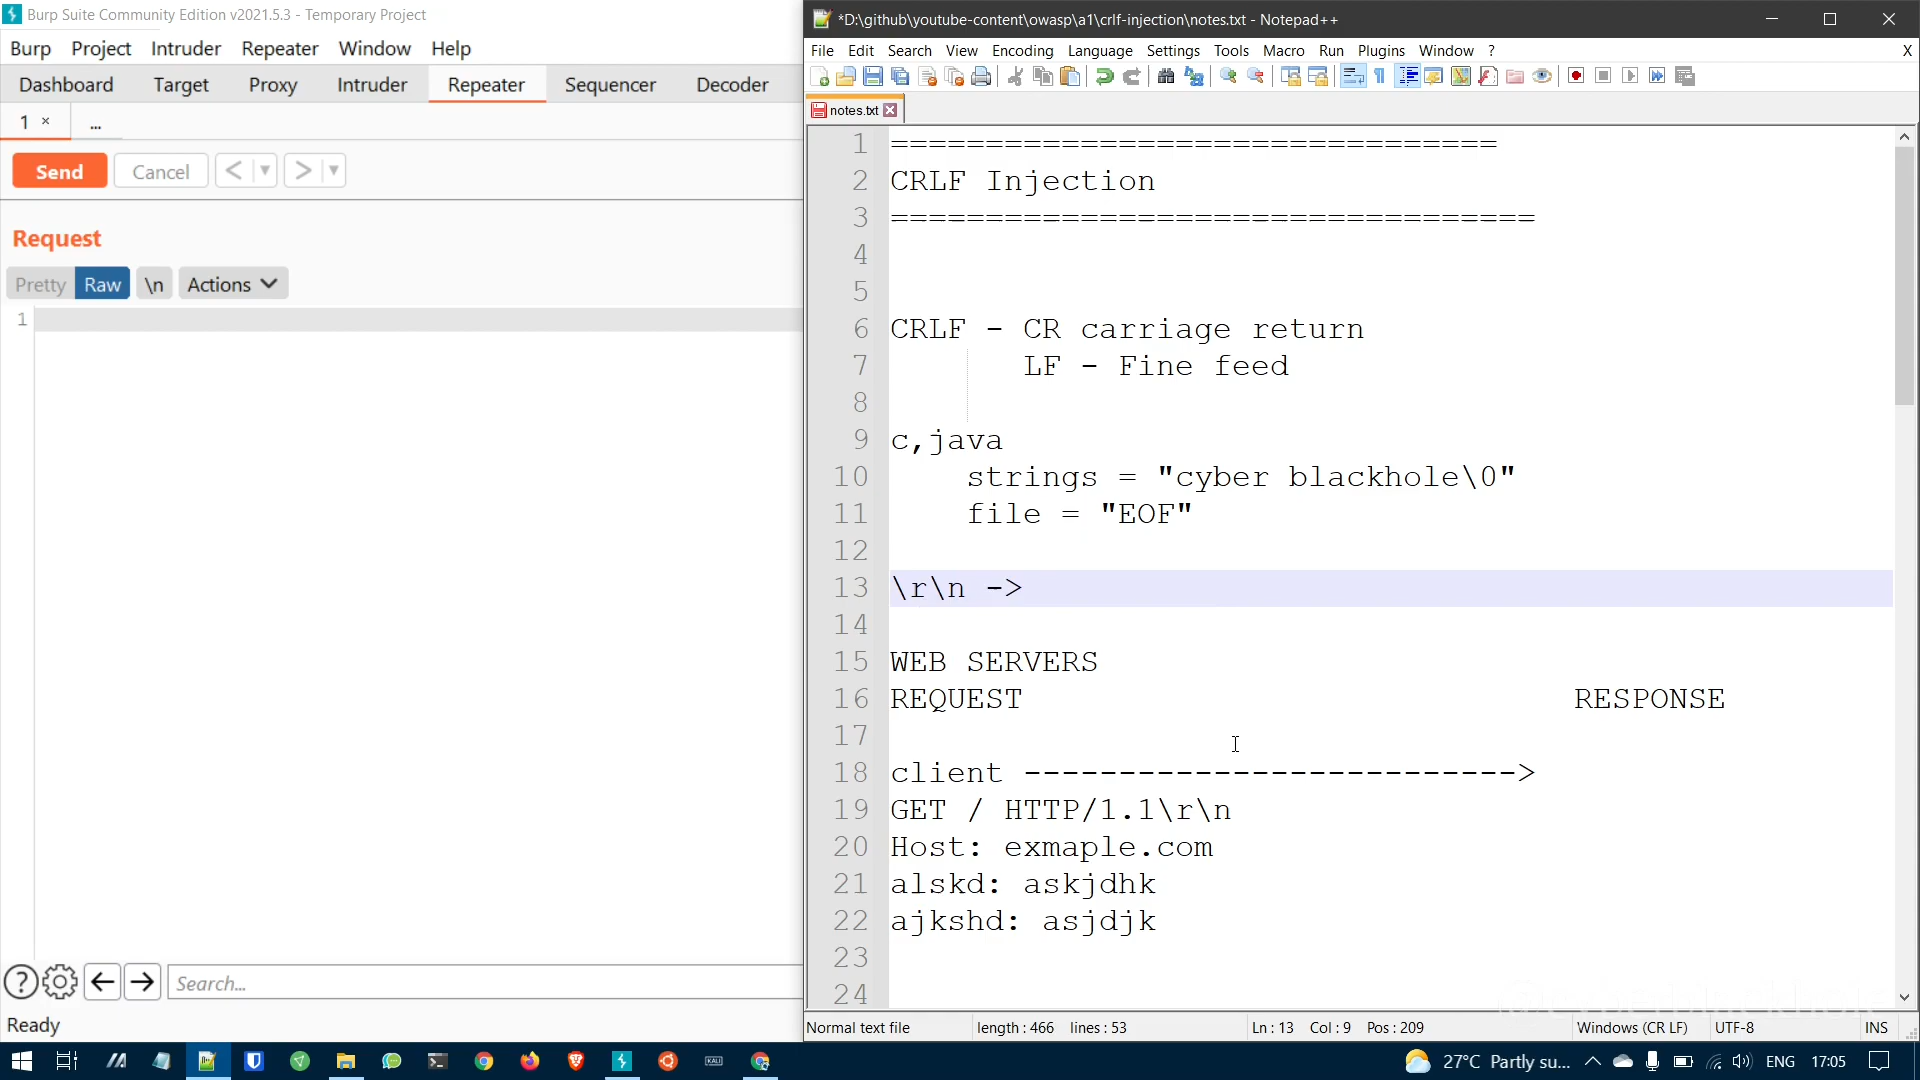 Burp Suite Community Edition v2021.5.3 - Temporary Project
Burp Project Intruder Repeater Window Help
Dashboard Target Proxy Intruder Repeater Sequencer Decoder
1 × ...
Send Cancel < >
Request
Pretty Raw \n Actions
1
Search...
Ready
*D:\github\youtube-content\owasp\a1\crlf-injection\notes.txt - Notepad++
File Edit Search View Encoding Language Settings Tools Macro Run Plugins Window ? X
notes.txt
1 ================================
2 CRLF Injection
3 ==================================
4
5
6 CRLF - CR carriage return
7 LF - Fine feed
8
9 c,java
10 strings = "cyber blackhole\0"
11 file = "EOF"
12
13 \r\n ->
14
15 WEB SERVERS
16 REQUEST RESPONSE
17
18 client -------------------------->
19 GET / HTTP/1.1\r\n
20 Host: exmaple.com
21 alskd: askjdhk
22 ajkshd: asjdjk
23
24
Normal text file length : 466 lines : 53 Ln : 13 Col : 9 Pos : 209 Windows (CR LF) UTF-8 INS
27°C Partly su... ENG 17:05